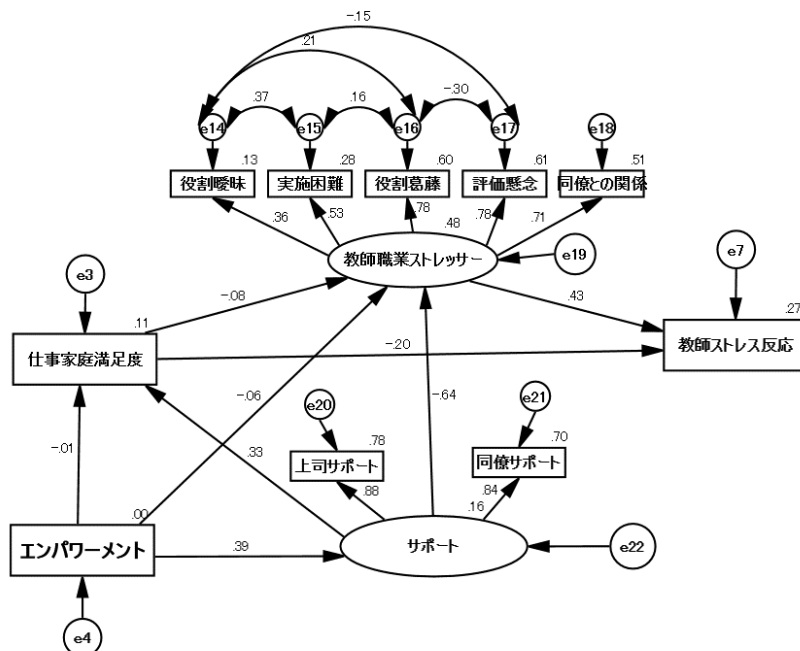 -.15
.21
.37
.16
-.30
e14
e15
e16
e17
e18
.13
.28
.60
.61
.51
役割曖昧
実施困難
役割葛藤
評価懸念
同僚との関係
.36
.53
.78
.78
.71
.48
教師職業ストレッサー
e19
e3
e7
-.08
.43
.11
.27
仕事家庭満足度
教師ストレス反応
-.20
-.06
-.64
e20
e21
.78
.70
上司サポート
同僚サポート
-.01
.33
.88
.84
.16
.00
エンパワーメント
.39
サポート
e22
e4